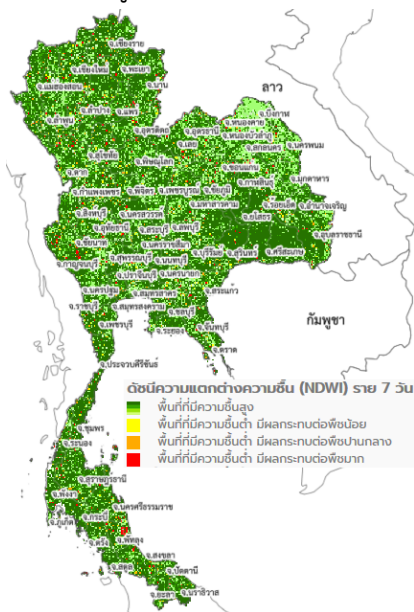 จ.เชียงราย
จ.เชียงใหม่ จ.พะเยา
จ.แม่ฮ่องสอน จ.น่าน
ลาว
จ.ลำปาง จ.แพร่
จ.ลำพูน
จ.บึงกาฬ
จ.หนองคาย
จ.อุตรดิตถ์ จ.อุดรธานี จ.หนองบัวลำภู
จ.เลย จ.สกลนคร จ.นครพนม
จ.สุโขทัย จ.พิษณุโลก
จ.ตาก จ.ขอนแก่น จ.มุกดาหาร
จ.กาฬสินธุ์
จ.กำแพงเพชร จ.พิจิตร จ.เพชรบูรณ์ จ.ชัยภูมิ
จ.มหาสารคาม จ.ร้อยเอ็ด จ.อำนาจเจริญ
จ.สิงห์บุรี จ.นครสวรรค์ จ.ยโสธร
จ.อุทัยธานี จ.สระบุรี จ.ลพบุรี
จ.อุบลราชธานี
จ.ชัยนาท จ.นครราชสีมา
จ.กาญจนบุรี จ.สุพรรณบุรี จ.นนทบุรี จ.บุรีรัมย์ จ.สุรินทร์ จ.ศรีสะเกษ
จ.ปราจีนบุรี จ.นครนายก
จ.นครปฐม จ.สมุทรสาคร จ.สระแก้ว
จ.ราชบุรี จ.สมุทรสงคราม จ.ชลบุรี
กัมพูชา
จ.เพชรบุรี จ.ระยอง จ.จันทบุรี
จ.ตราด
จ.ประจวบคีรีขันธ์
ดัชนีความแตกต่างความชื้น (NDWI) ราย 7 วัน
พื้นที่ที่มีความชื้นสูง
พื้นที่ที่มีความชื้นต่ำ มีผลกระทบต่อพืชน้อย
พื้นที่ที่มีความชื้นต่ำ มีผลกระทบต่อพืชปานกลาง
พื้นที่ที่มีความชื้นต่ำ มีผลกระทบต่อพืชมาก
จ.ชุมพร
จ.ระนอง
จ.สุราษฎร์ธานี
จ.พังงา
จ.นครศรีธรรมราช
จ.ภูเก็ต จ.กระบี่
จ.ตรัง จ.พัทลุง
จ.สงขลา
จ.สตูล จ.ปัตตานี
จ.ยะลา จ.นราธิวาส